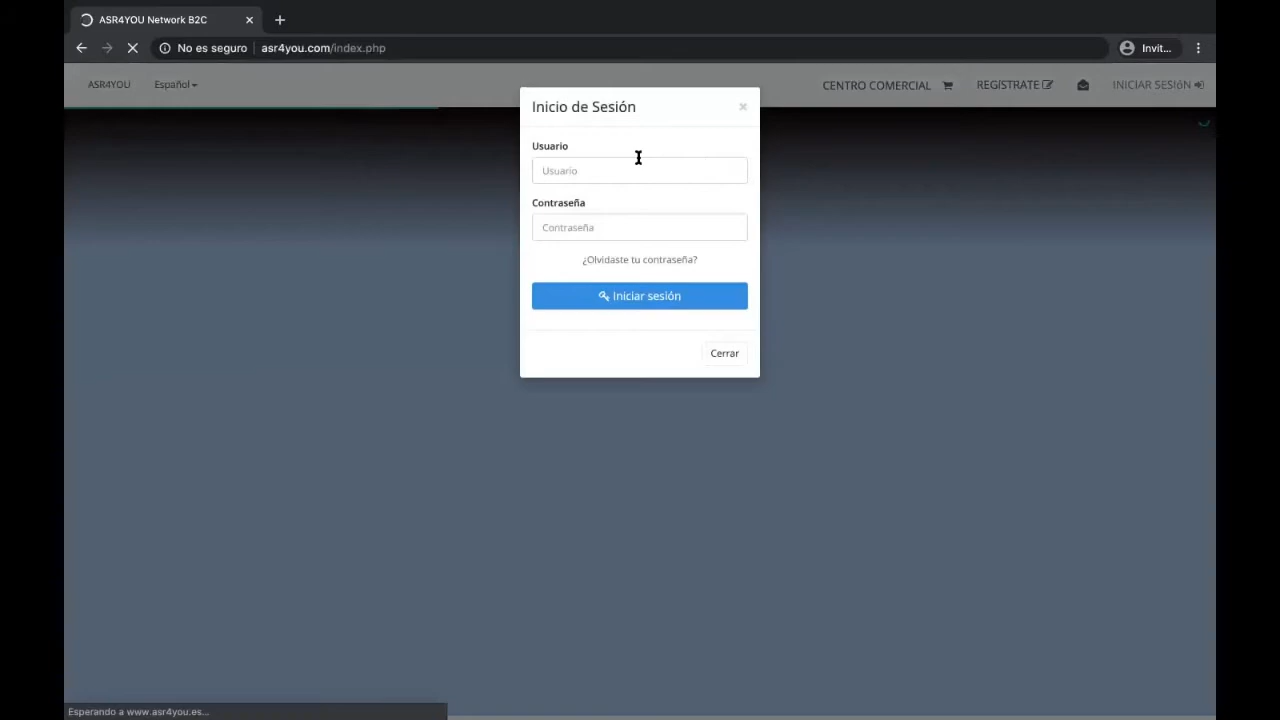 ASR4YOU Network B2C
No es seguro asr4you.com/index.php Invit...
ASR4YOU Español CENTRO COMERCIAL REGÍSTRATE INICIAR SESIóN
Inicio de Sesión
Usuario
Usuario
Contraseña
Contraseña
¿Olvidaste tu contraseña?
Iniciar sesión
Cerrar
Esperando a www.asr4you.es...